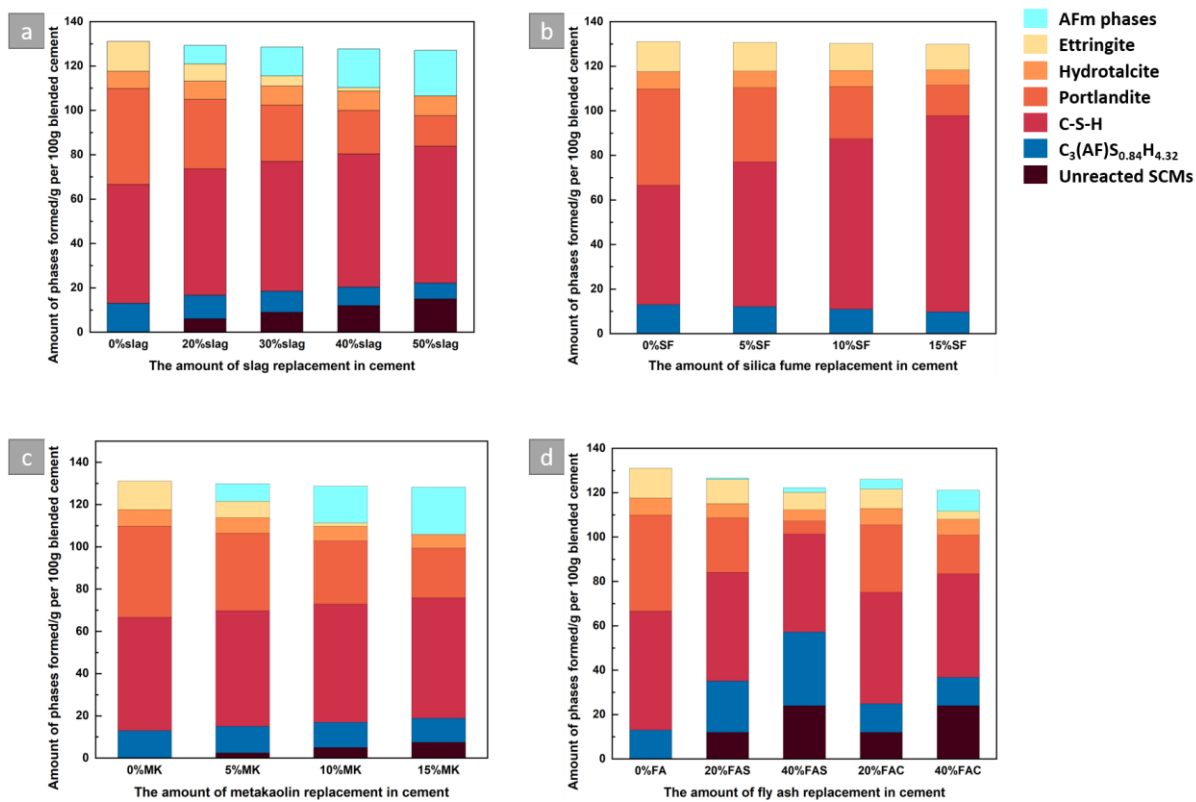 a
Amount of phases formed/g per 100g blended cement
140
120
100
80
60
40
20
0
0%slag 20%slag 30%slag 40%slag 50%slag
The amount of slag replacement in cement
b
Amount of phases formed/g per 100g blended cement
140
120
100
80
60
40
20
0
0%SF 5%SF 10%SF 15%SF
The amount of silica fume replacement in cement
AFm phases
Ettringite
Hydrotalcite
Portlandite
C-S-H
C₃(AF)S₀.₈₄H₄.₃₂
Unreacted SCMs
c
Amount of phases formed/g per 100g blended cement
140
120
100
80
60
40
20
0
0%MK 5%MK 10%MK 15%MK
The amount of metakaolin replacement in cement
d
Amount of phases formed/g per 100g blended cement
140
120
100
80
60
40
20
0
0%FA 20%FAS 40%FAS 20%FAC 40%FAC
The amount of fly ash replacement in cement